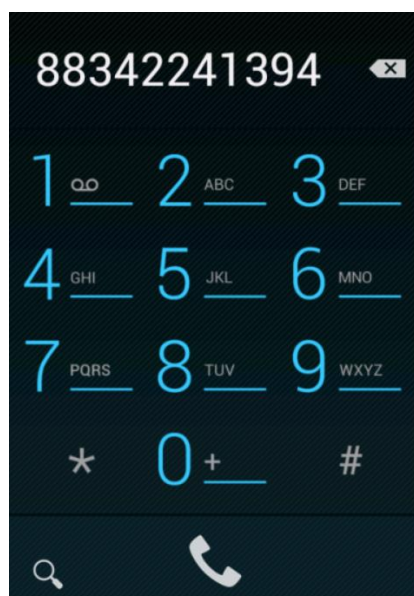 88342241394
1 2 ABC 3 DEF
4 GHI 5 JKL 6 MNO
7 PQRS 8 TUV 9 WXYZ
* 0 + #